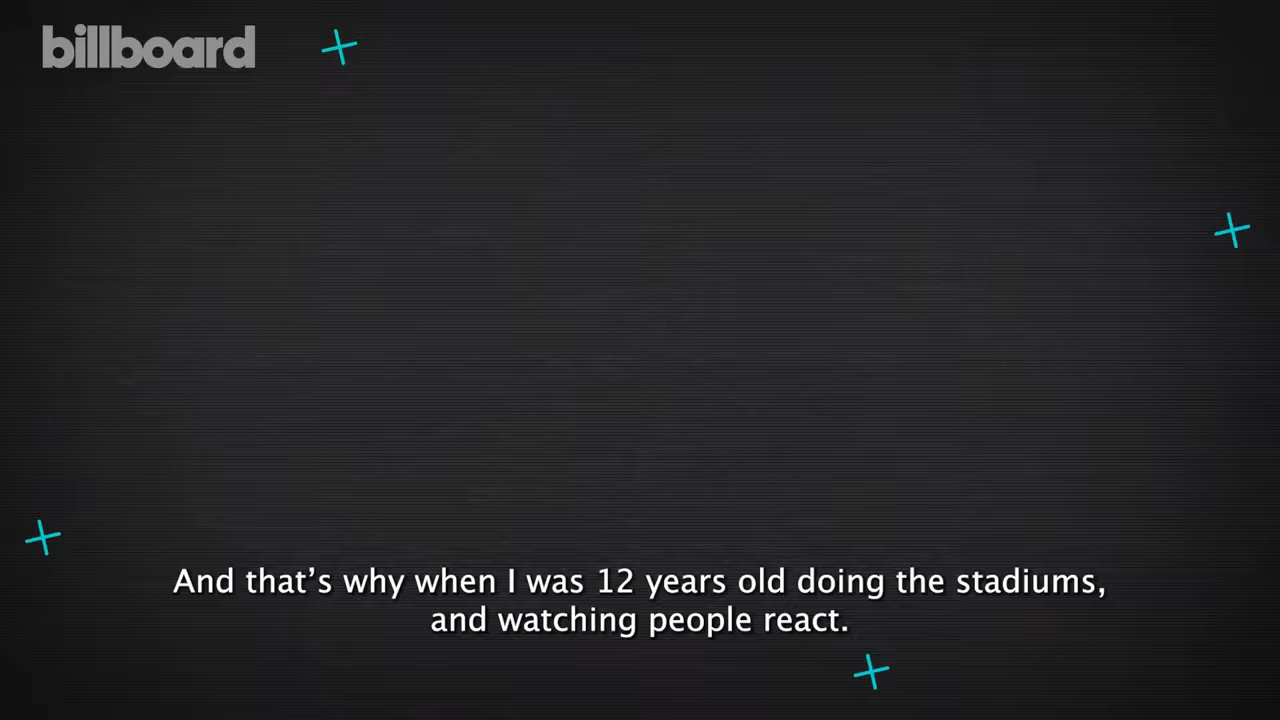 billboard
And that’s why when I was 12 years old doing the stadiums,
and watching people react.